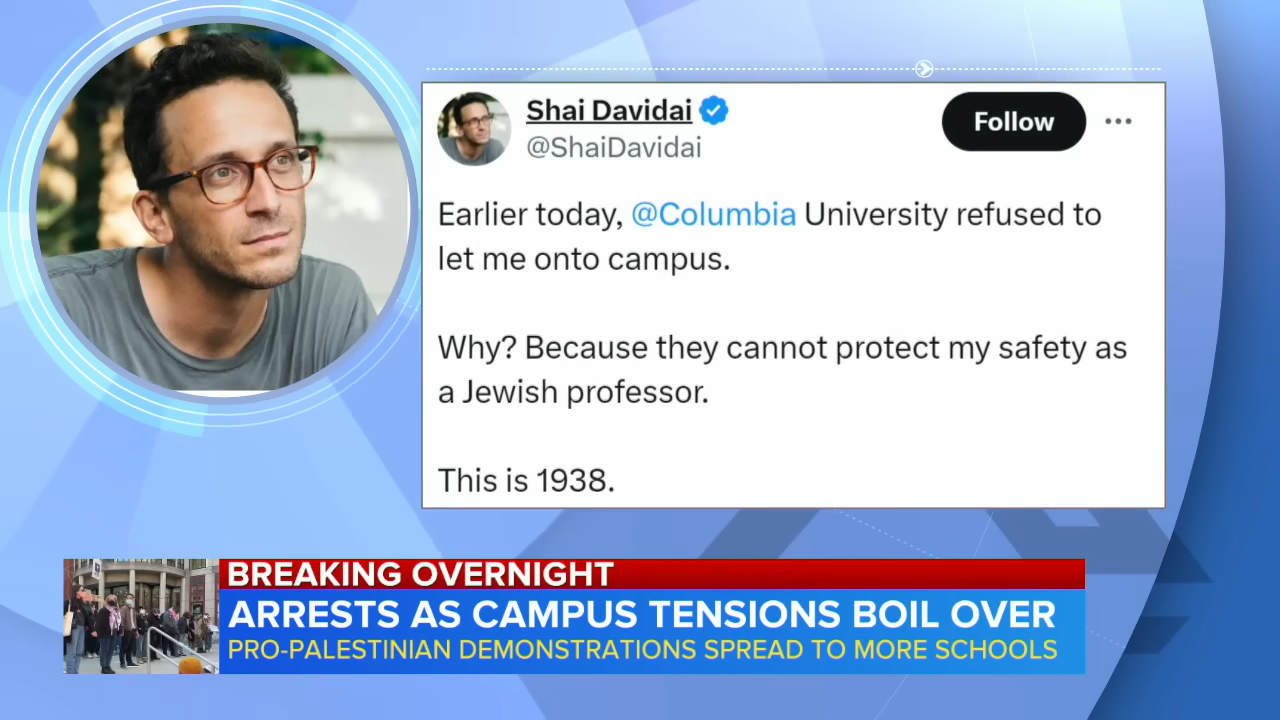 Shai Davidai
@ShaiDavidai
Follow
Earlier today, @Columbia University refused to
let me onto campus.
Why? Because they cannot protect my safety as
a Jewish professor.
This is 1938.
BREAKING OVERNIGHT
ARRESTS AS CAMPUS TENSIONS BOIL OVER
PRO-PALESTINIAN DEMONSTRATIONS SPREAD TO MORE SCHOOLS